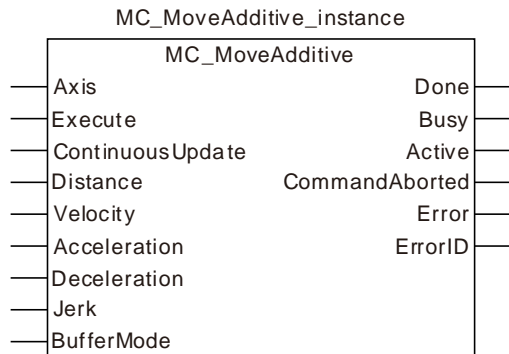 MC_MoveAdditive_instance
MC_MoveAdditive
Axis Done
Execute Busy
ContinuousUpdate Active
Distance CommandAborted
Velocity Error
Acceleration ErrorID
Deceleration
Jerk
BufferMode